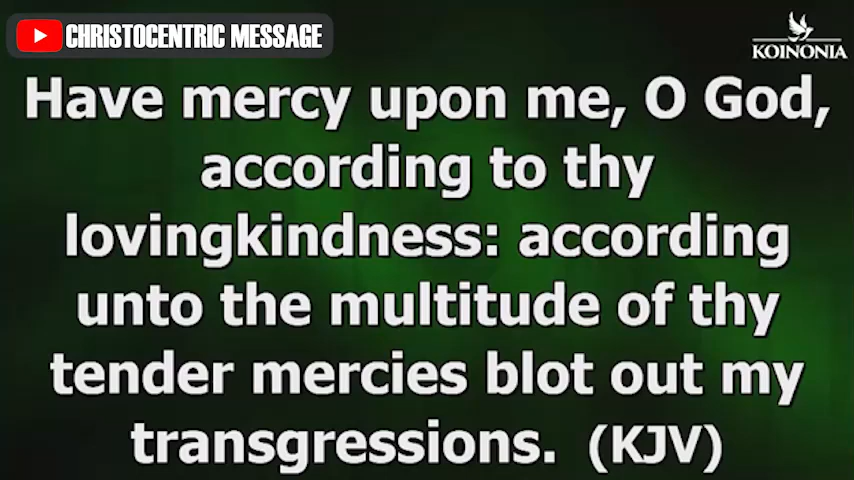 CHRISTOCENTRIC MESSAGE
KOINONIA
Have mercy upon me, O God,
according to thy
lovingkindness: according
unto the multitude of thy
tender mercies blot out my
transgressions. (KJV)